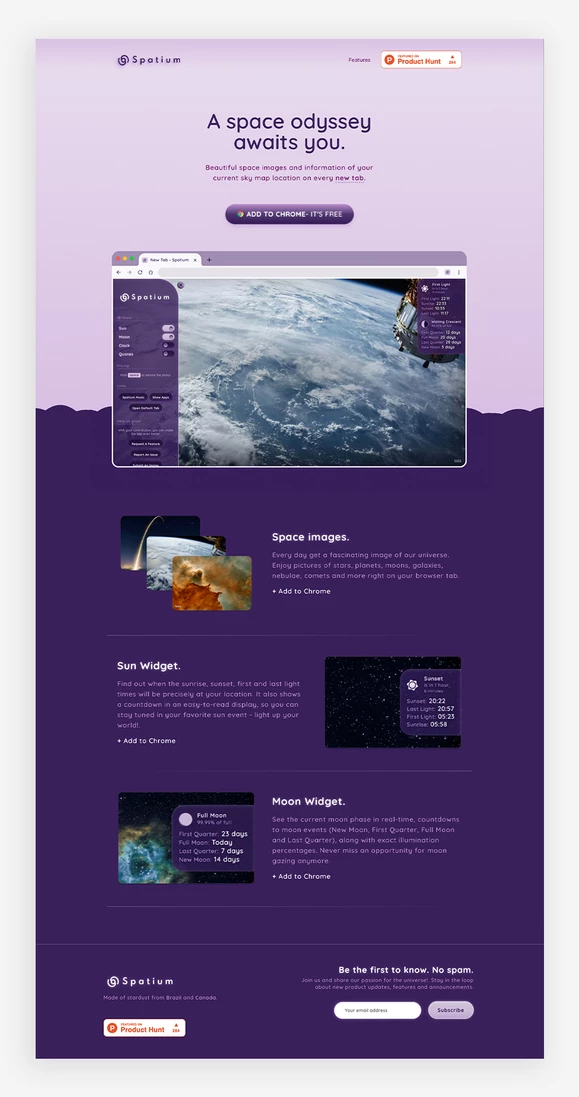 Spatium
Features
FEATURED ON
Product Hunt
284
A space odyssey
awaits you.
Beautiful space images and information of your
current sky map location on every new tab.
ADD TO CHROME- IT'S FREE
New Tab - Spatium
Spatium
Sun
Moon
Clock
Quotes
Spatium Music
Show Apps
Open Default Tab
Request A Feature
Report An Issue
First Light
First Light: 22:11
Sunrise: 22:33
Sunset: 10:55
Last Light: 11:17
Waning Crescent
First Quarter: 12 days
Full Moon: 20 days
Last Quarter: 29 days
New Moon: 5 days
Space images.
Every day get a fascinating image of our universe.
Enjoy pictures of stars, planets, moons, galaxies,
nebulae, comets and more right on your browser tab.
+ Add to Chrome
Sun Widget.
Find out when the sunrise, sunset, first and last light
times will be precisely at your location. It also shows
a countdown in an easy-to-read display, so you can
stay tuned in your favorite sun event - light up your
world!.
+ Add to Chrome
Sunset
is in 1 hour,
6 minutes
Sunset: 20:22
Last Light: 20:57
First Light: 05:23
Sunrise: 05:58
Full Moon
99.99% of full
First Quarter: 23 days
Full Moon: Today
Last Quarter: 7 days
New Moon: 14 days
Moon Widget.
See the current moon phase in real-time, countdowns
to moon events (New Moon, First Quarter, Full Moon
and Last Quarter), along with exact illumination
percentages. Never miss an opportunity for moon
gazing anymore.
+ Add to Chrome
Spatium
Made of stardust from Brazil and Canada.
FEATURED ON
Product Hunt
284
Be the first to know. No spam.
Join us and share our passion for the universe!. Stay in the loop
about new product updates, features and announcements.
Your email address
Subscribe